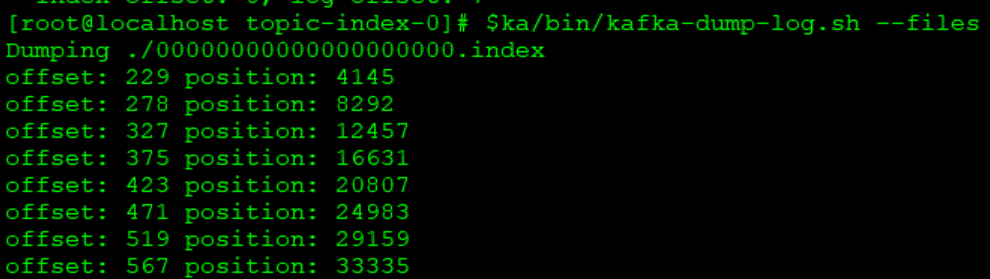 [root@localhost topic-index-0]# $ka/bin/kafka-dump-log.sh --files
Dumping ./00000000000000000000.index
offset: 229 position: 4145
offset: 278 position: 8292
offset: 327 position: 12457
offset: 375 position: 16631
offset: 423 position: 20807
offset: 471 position: 24983
offset: 519 position: 29159
offset: 567 position: 33335